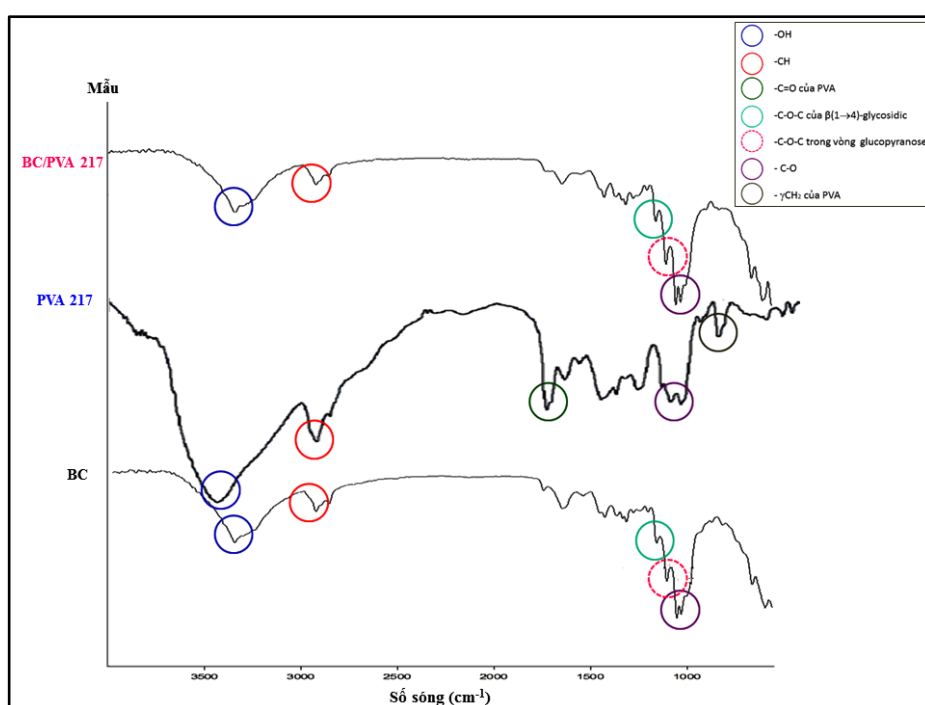 -OH
-CH
-C=O của PVA
-C-O-C của β(1→4)-glycosidic
-C-O-C trong vòng glucopyranose
- C-O
- γCH₂ của PVA
Mẫu
BC/PVA 217
PVA 217
BC
3500 3000 2500 2000 1500 1000
Số sóng (cm⁻¹)